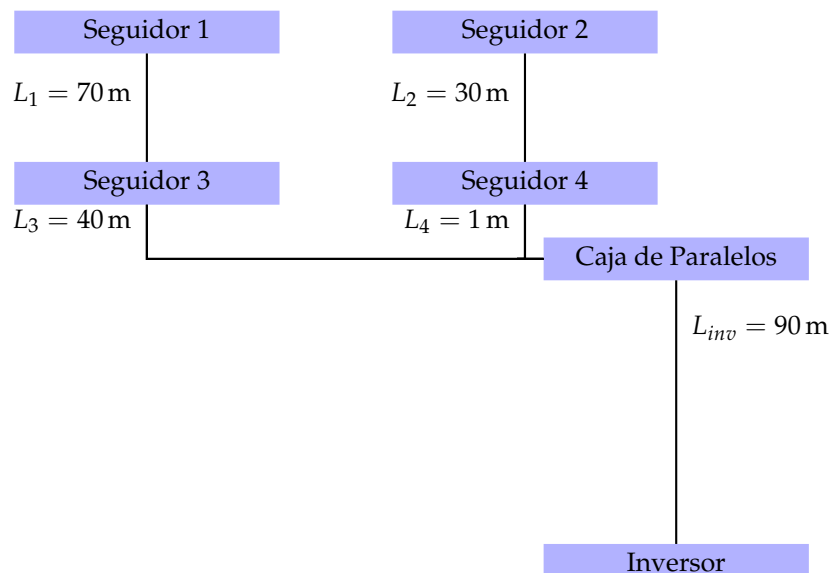 Seguidor 1
Seguidor 2
L₁ = 70 m
L₂ = 30 m
Seguidor 3
Seguidor 4
L₃ = 40 m
L₄ = 1 m
Caja de Paralelos
Lᵢₙᵥ = 90 m
Inversor